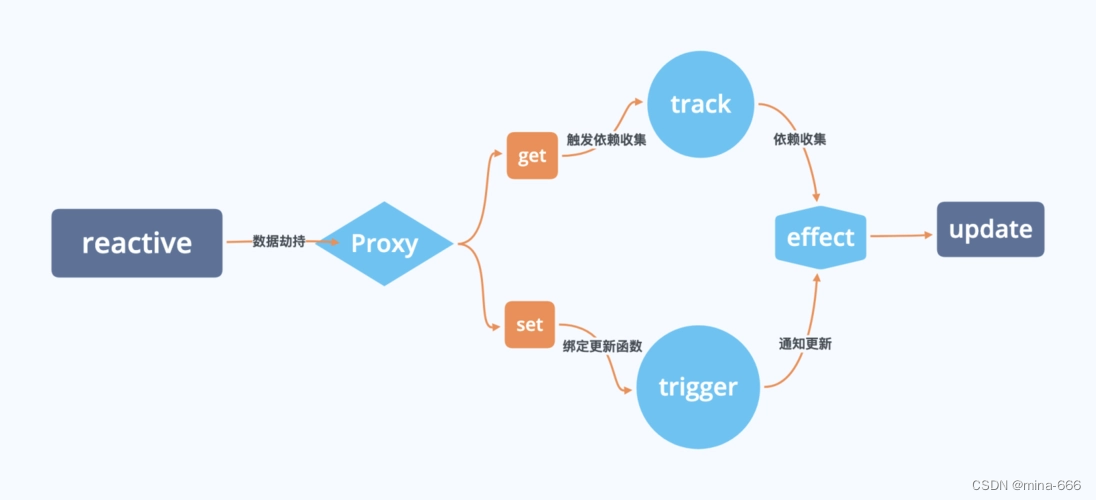 reactive
数据劫持
Proxy
get
触发依赖收集
track
依赖收集
set
绑定更新函数
trigger
通知更新
effect
update
CSDN @mina-666